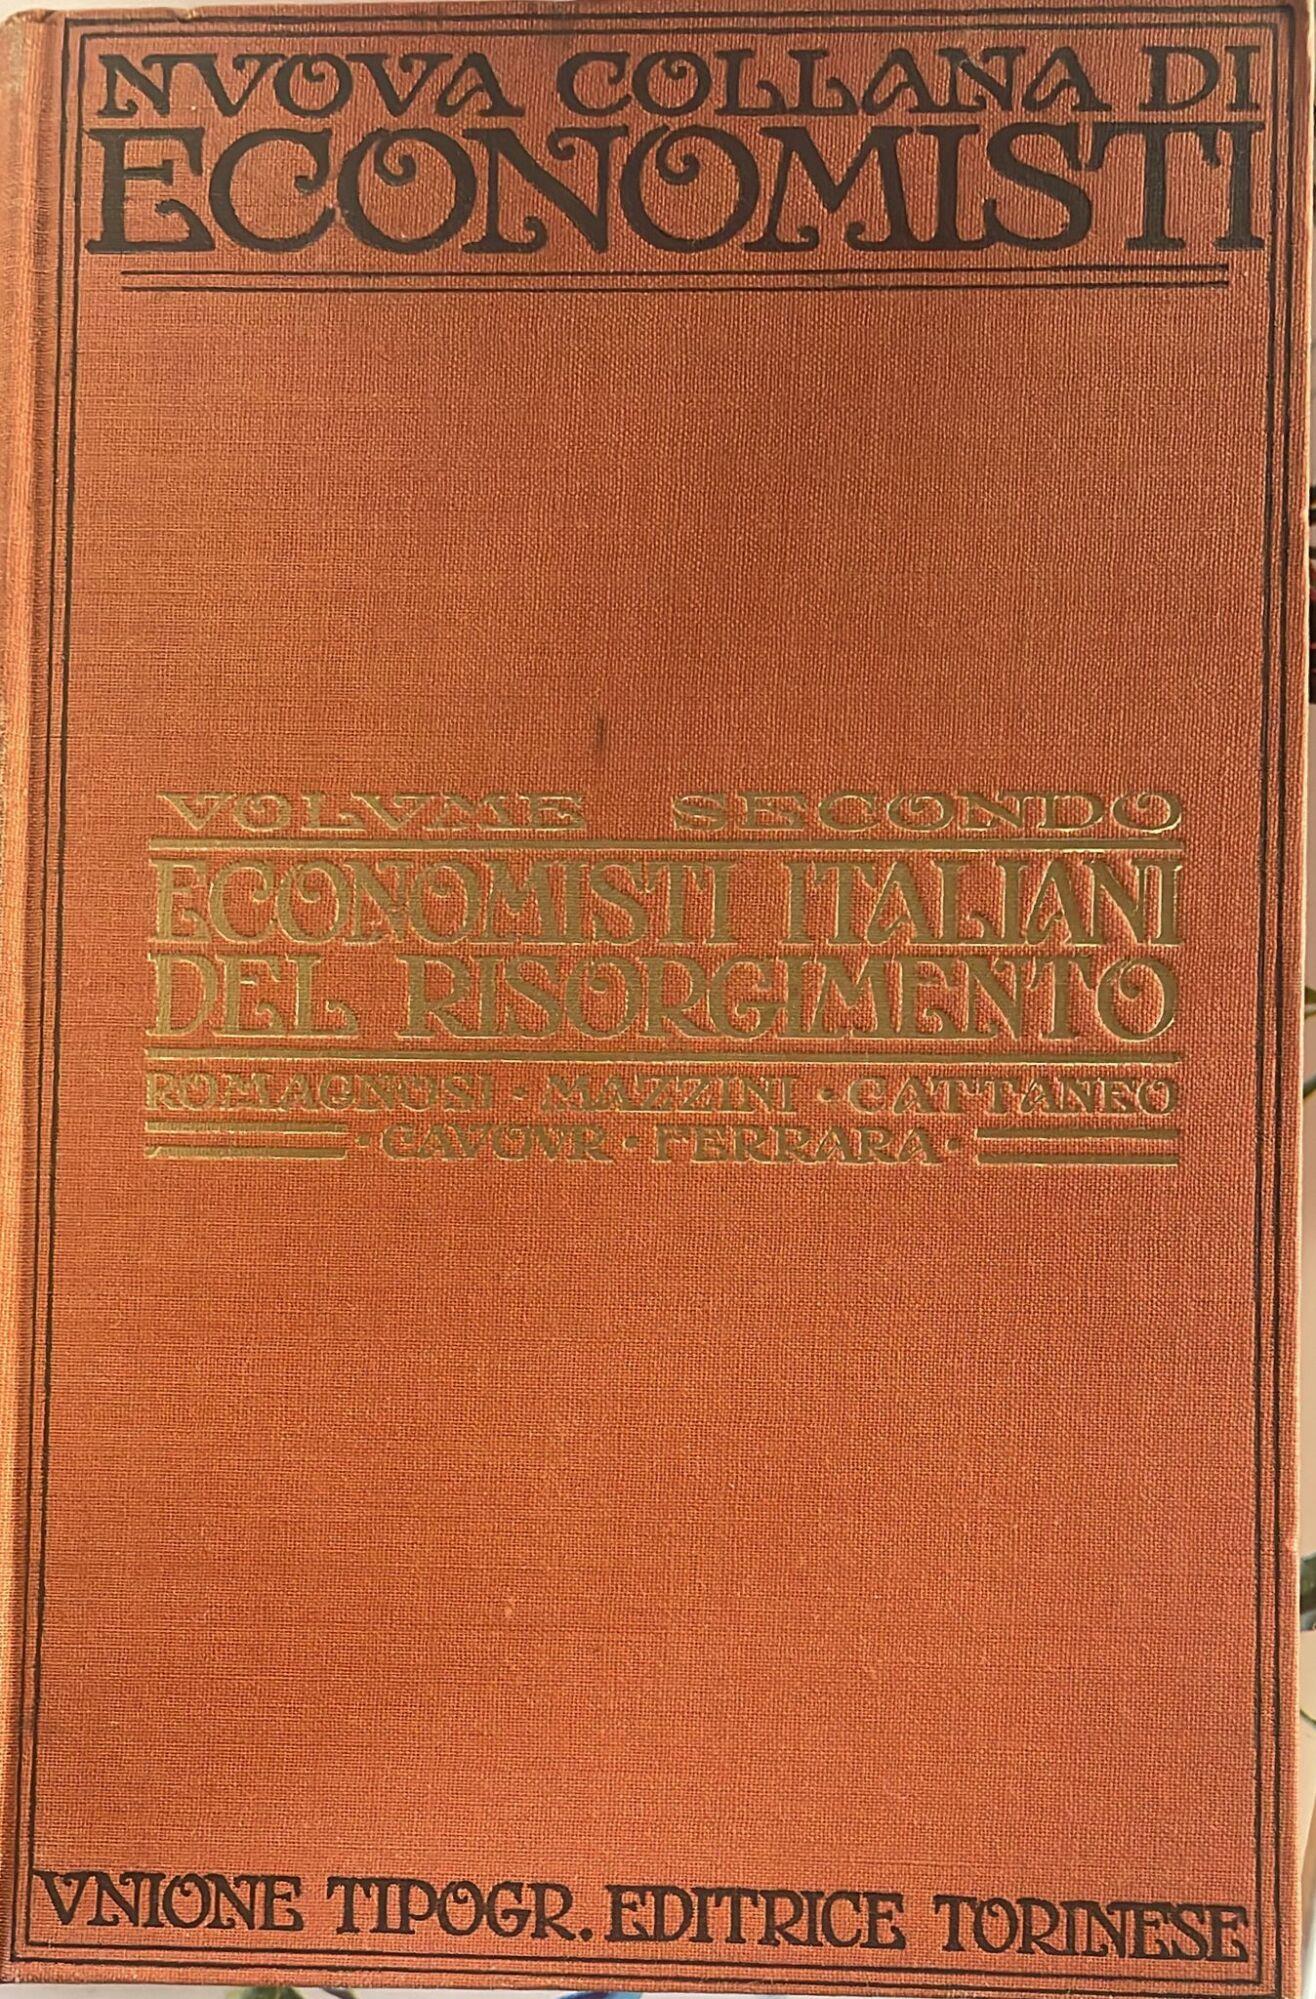 NVOVA COLLANA DI
ECONOMISTI
VOLVME SECONDO
ECONOMISTI ITALIANI
DEL RISORGIMENTO
ROMAGNOSI · MAZZINI · CATTANEO
· CAVOVR · FERRARA ·
VNIONE TIPOGR. EDITRICE TORINESE